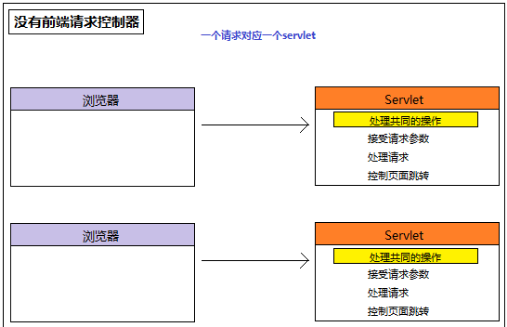 没有前端请求控制器
一个请求对应一个servlet
浏览器
Servlet
处理共同的操作
接受请求参数
处理请求
控制页面跳转
浏览器
Servlet
处理共同的操作
接受请求参数
处理请求
控制页面跳转